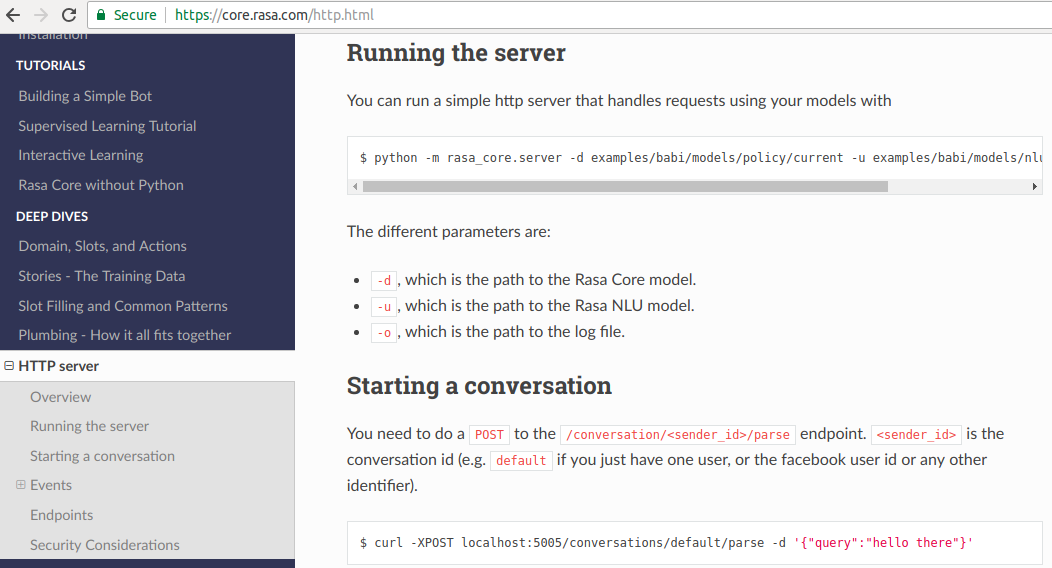 Secure https://core.rasa.com/http.html
Installation
TUTORIALS
Building a Simple Bot
Supervised Learning Tutorial
Interactive Learning
Rasa Core without Python
DEEP DIVES
Domain, Slots, and Actions
Stories - The Training Data
Slot Filling and Common Patterns
Plumbing - How it all fits together
HTTP server
Overview
Running the server
Starting a conversation
Events
Endpoints
Security Considerations
Running the server
You can run a simple http server that handles requests using your models with
$ python -m rasa_core.server -d examples/babi/models/policy/current -u examples/babi/models/nlu
The different parameters are:
• -d, which is the path to the Rasa Core model.
• -u, which is the path to the Rasa NLU model.
• -o, which is the path to the log file.
Starting a conversation
You need to do a POST to the /conversation/<sender_id>/parse endpoint. <sender_id> is the
conversation id (e.g. default if you just have one user, or the facebook user id or any other
identifier).
$ curl -XPOST localhost:5005/conversations/default/parse -d '{"query":"hello there"}'